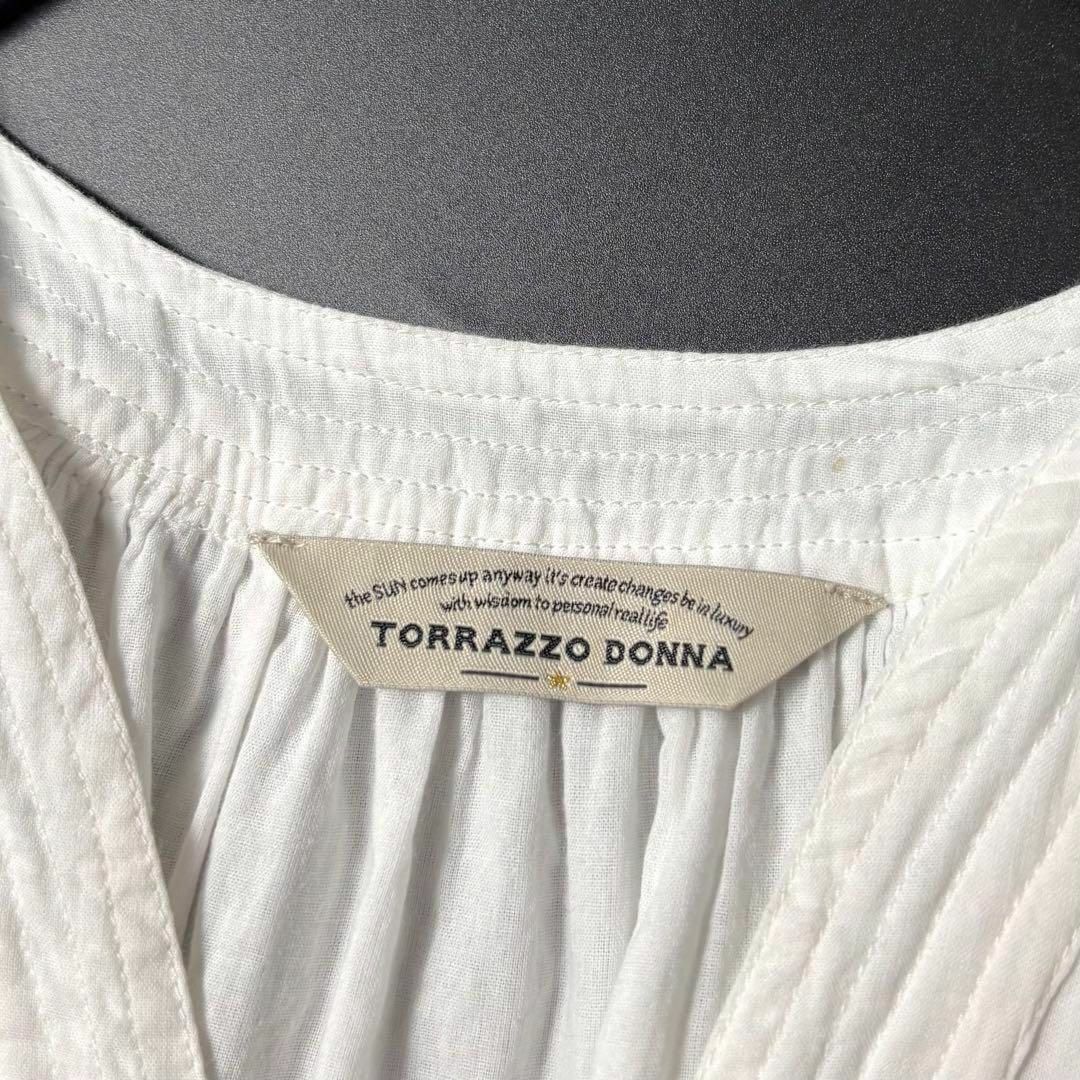 the SUN comes up anyway it's create changes be in luxury
with wisdom to personal real life
TORRAZZO DONNA